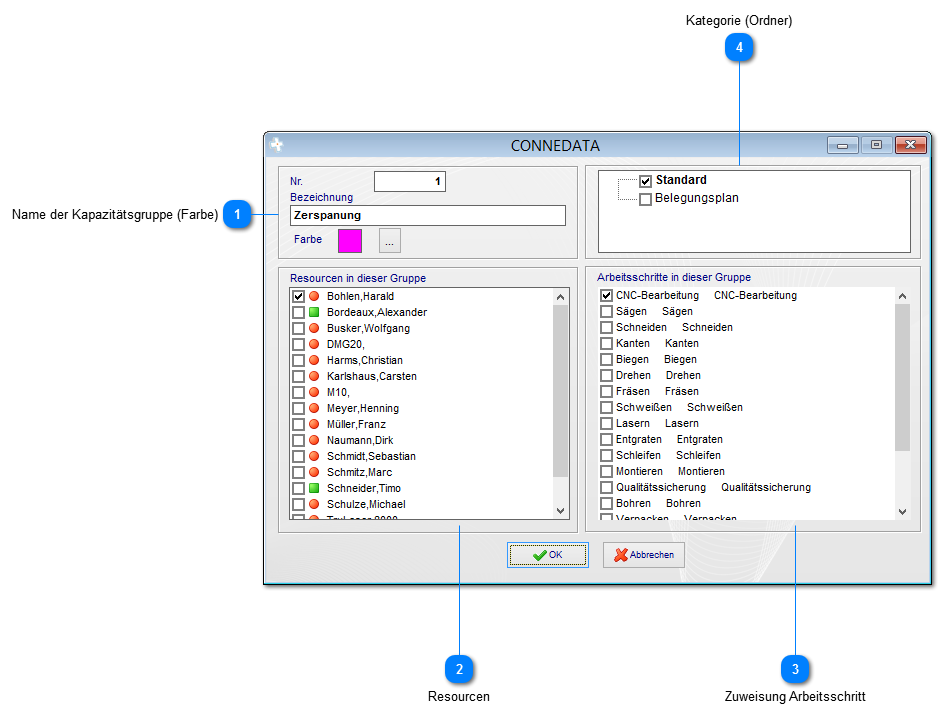 Kategorie (Ordner)
4
CONNEDATA
Nr. 1
Bezeichnung
Zerspanung
Farbe ...
Standard
Belegungsplan
Name der Kapazitätsgruppe (Farbe) 1
Resourcen in dieser Gruppe
Bohlen,Harald
Bordeaux,Alexander
Busker,Wolfgang
DMG20,
Harms,Christian
Karlshaus,Carsten
M10,
Meyer,Henning
Müller,Franz
Naumann,Dirk
Schmidt,Sebastian
Schmitz,Marc
Schneider,Timo
Schulze,Michael
Arbeitsschritte in dieser Gruppe
CNC-Bearbeitung CNC-Bearbeitung
Sägen Sägen
Schneiden Schneiden
Kanten Kanten
Biegen Biegen
Drehen Drehen
Fräsen Fräsen
Schweißen Schweißen
Lasern Lasern
Entgraten Entgraten
Schleifen Schleifen
Montieren Montieren
Qualitätssicherung Qualitätssicherung
Bohren Bohren
Verpacken Verpacken
OK
Abbrechen
2
Resourcen
3
Zuweisung Arbeitsschritt